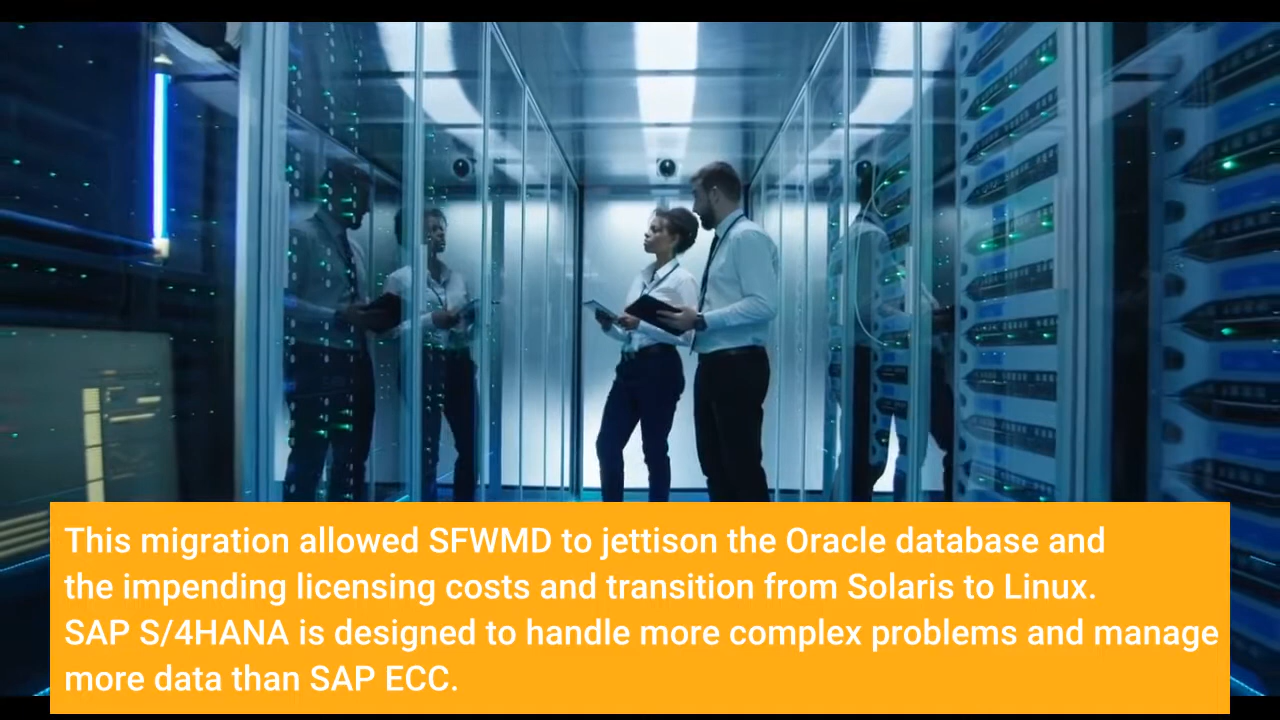 This migration allowed SFWMD to jettison the Oracle database and
the impending licensing costs and transition from Solaris to Linux.
SAP S/4HANA is designed to handle more complex problems and manage
more data than SAP ECC.